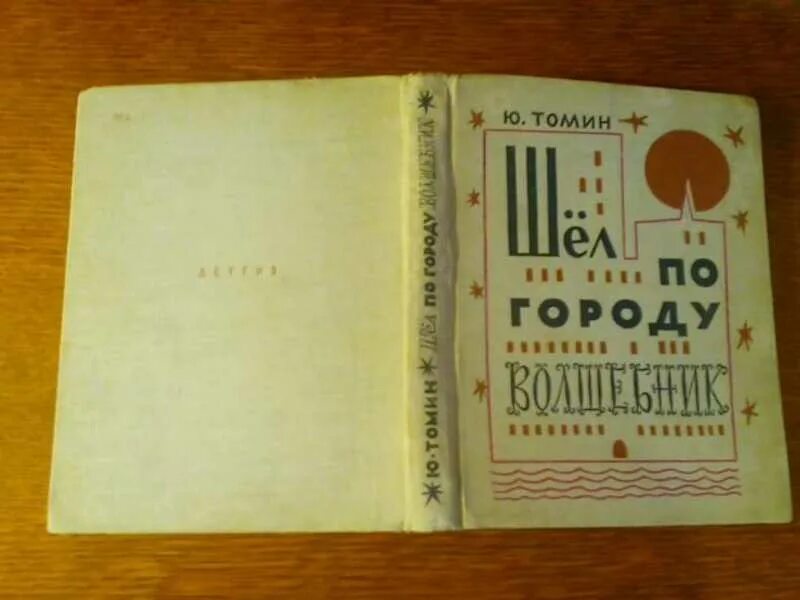 ДЕТГИЗ
Ю. ТОМИН ✶ ШЁЛ ПО ГОРОДУ ВОЛШЕБНИК
Ю. ТОМИН
Шёл
ПО
ГОРОДУ
ВОЛШЕБНИК